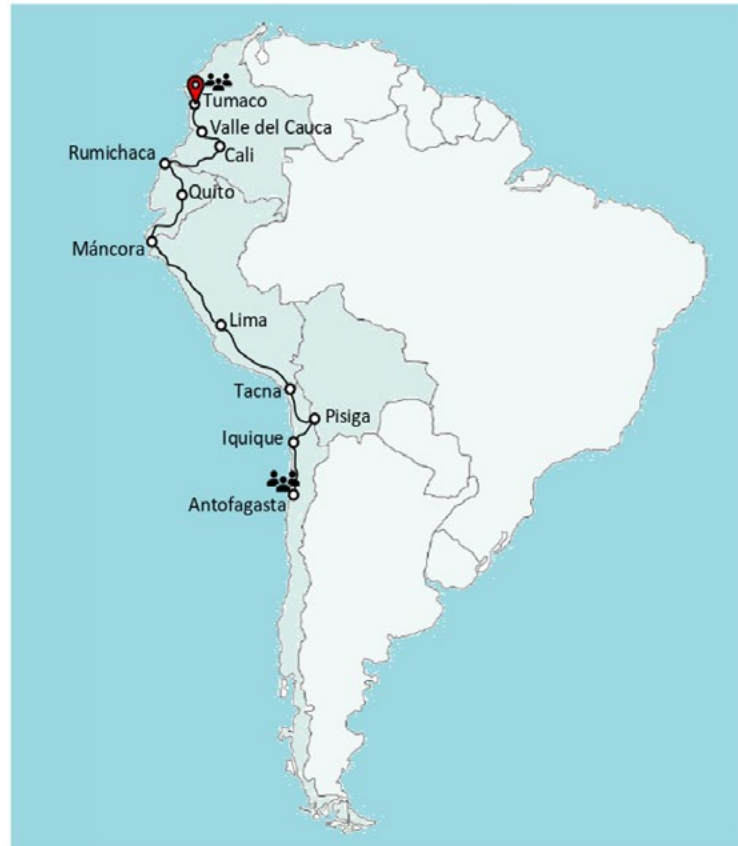 Tumaco
Valle del Cauca
Rumichaca
Cali
Quito
Máncora
Lima
Tacna
Pisiga
Iquique
Antofagasta